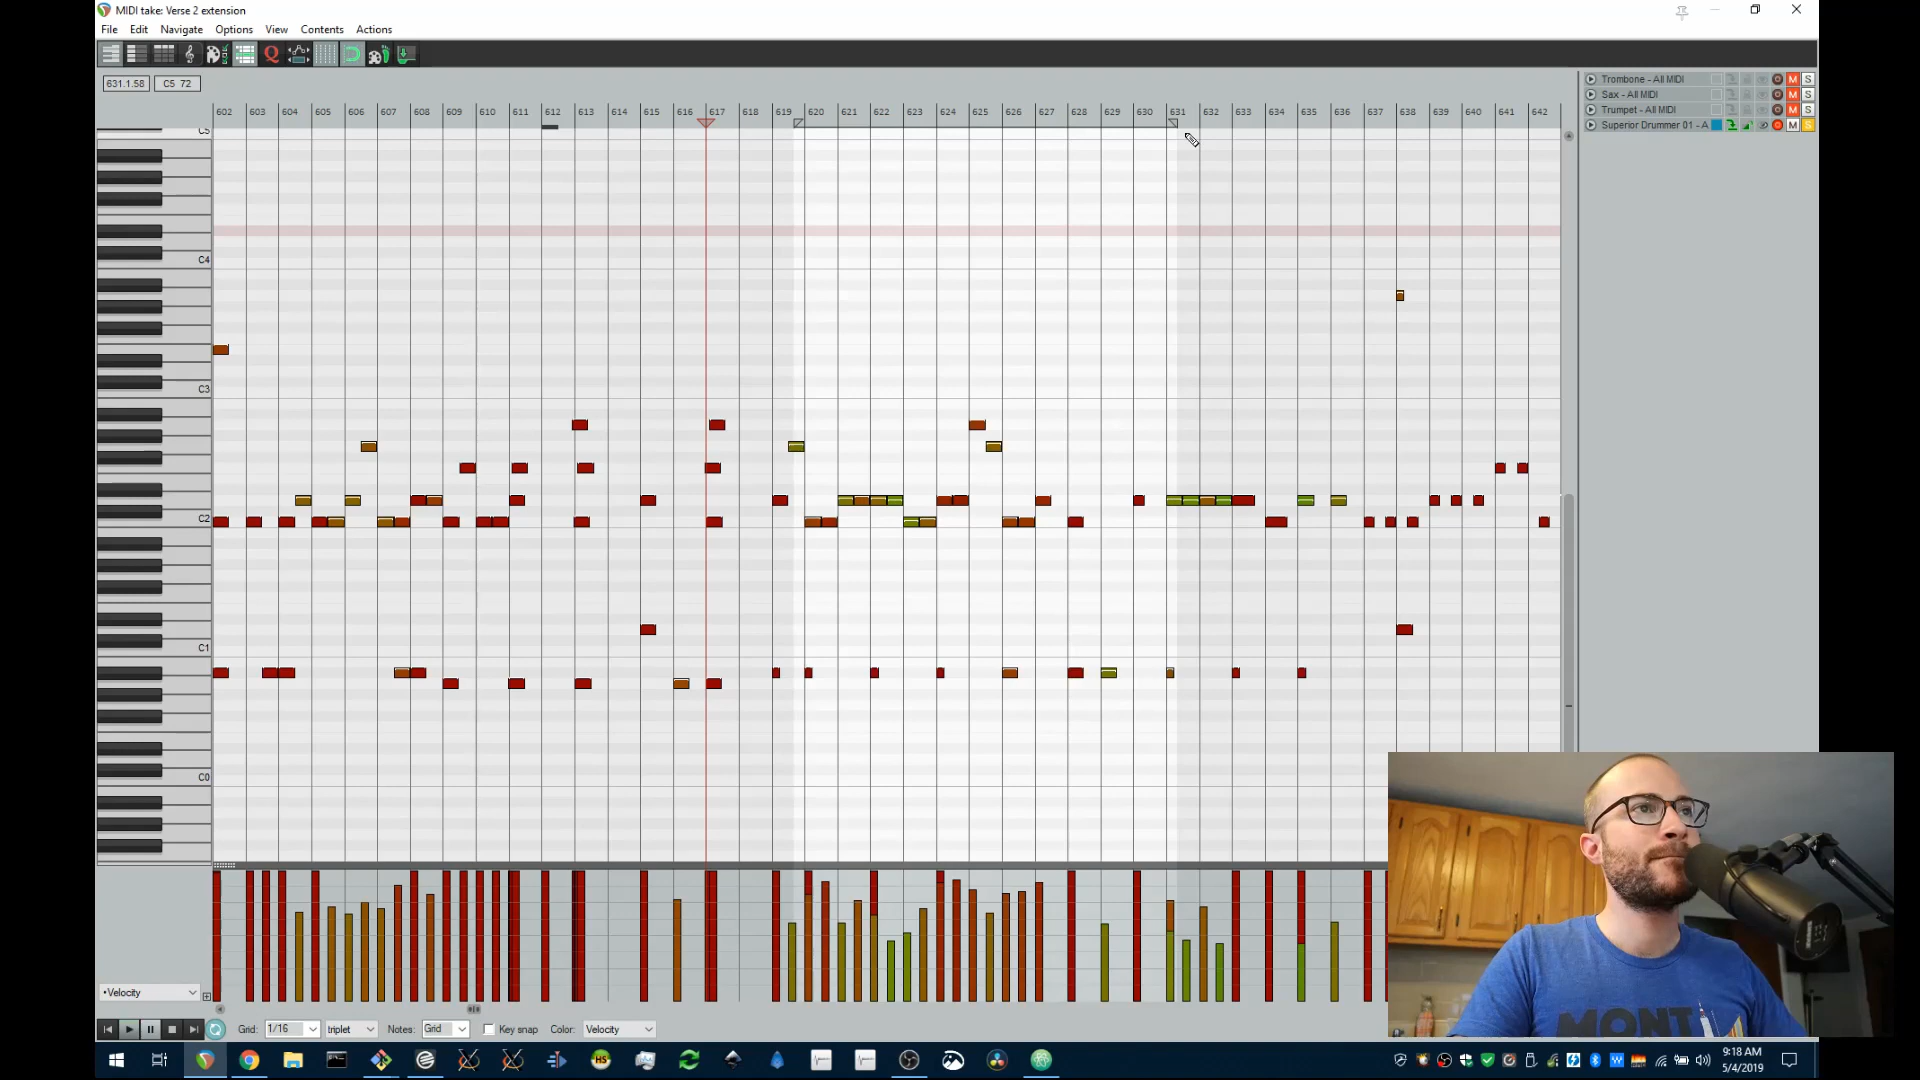 MIDI take: Verse 2 extension
File Edit Navigate Options View Contents Actions
631.1.58 C5 72
602 603 604 605 606 607 608 609 610 611 612 613 614 615 616 617 618 619 620 621 622 623 624 625 626 627 628 629 630 631 632 633 634 635 636 637 638 639 640 641 642
Trombone - All MIDI M S
Sax - All MIDI M S
Trumpet - All MIDI M S
Superior Drummer 01 - A M S
C5
C4
C3
C2
C1
C0
•Velocity
Grid: 1/16 triplet Notes: Grid Key snap Color: Velocity
MONT
HS
9:18 AM
5/4/2019